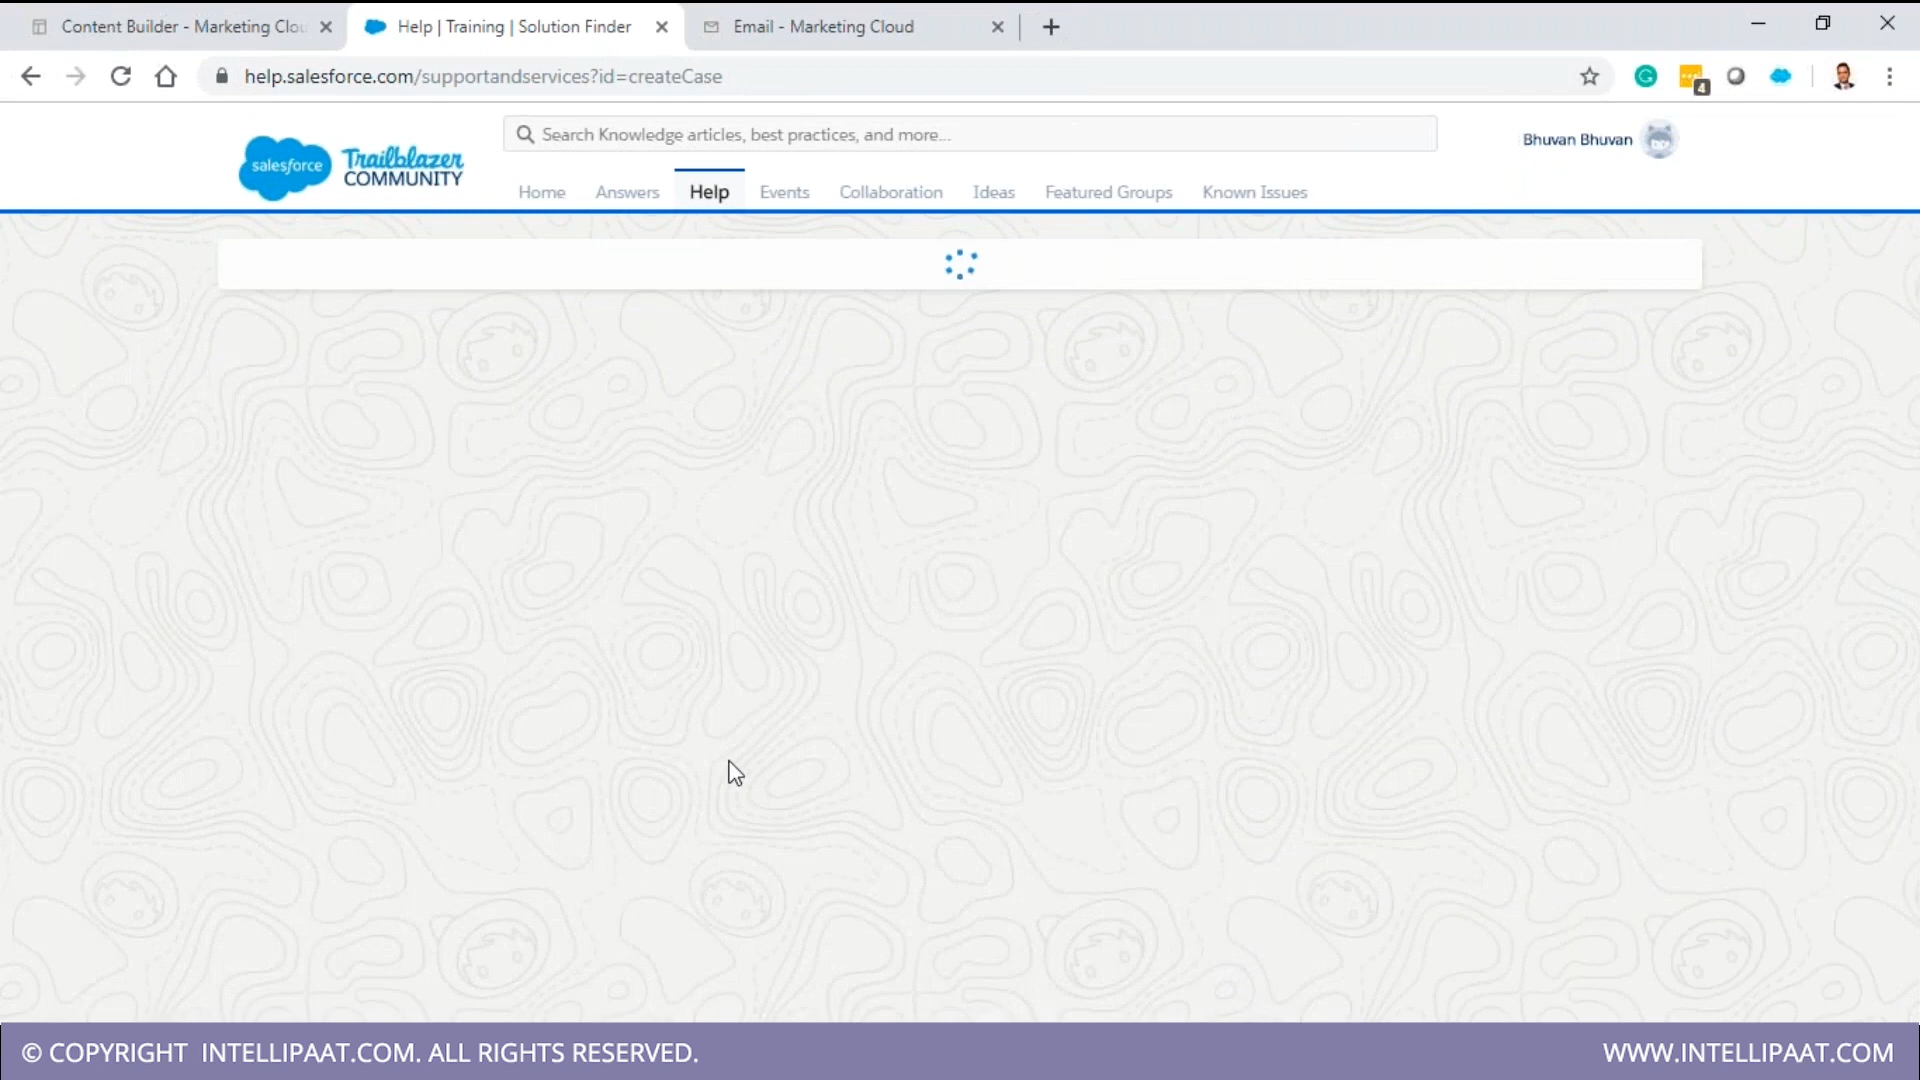 Content Builder - Marketing Clou
Help | Training | Solution Finder
Email - Marketing Cloud
help.salesforce.com/supportandservices?id=createCase
4
salesforce
Trailblazer
COMMUNITY
Search Knowledge articles, best practices, and more...
Bhuvan Bhuvan
Home Answers Help Events Collaboration Ideas Featured Groups Known Issues
© COPYRIGHT INTELLIPAAT.COM. ALL RIGHTS RESERVED.
WWW.INTELLIPAAT.COM